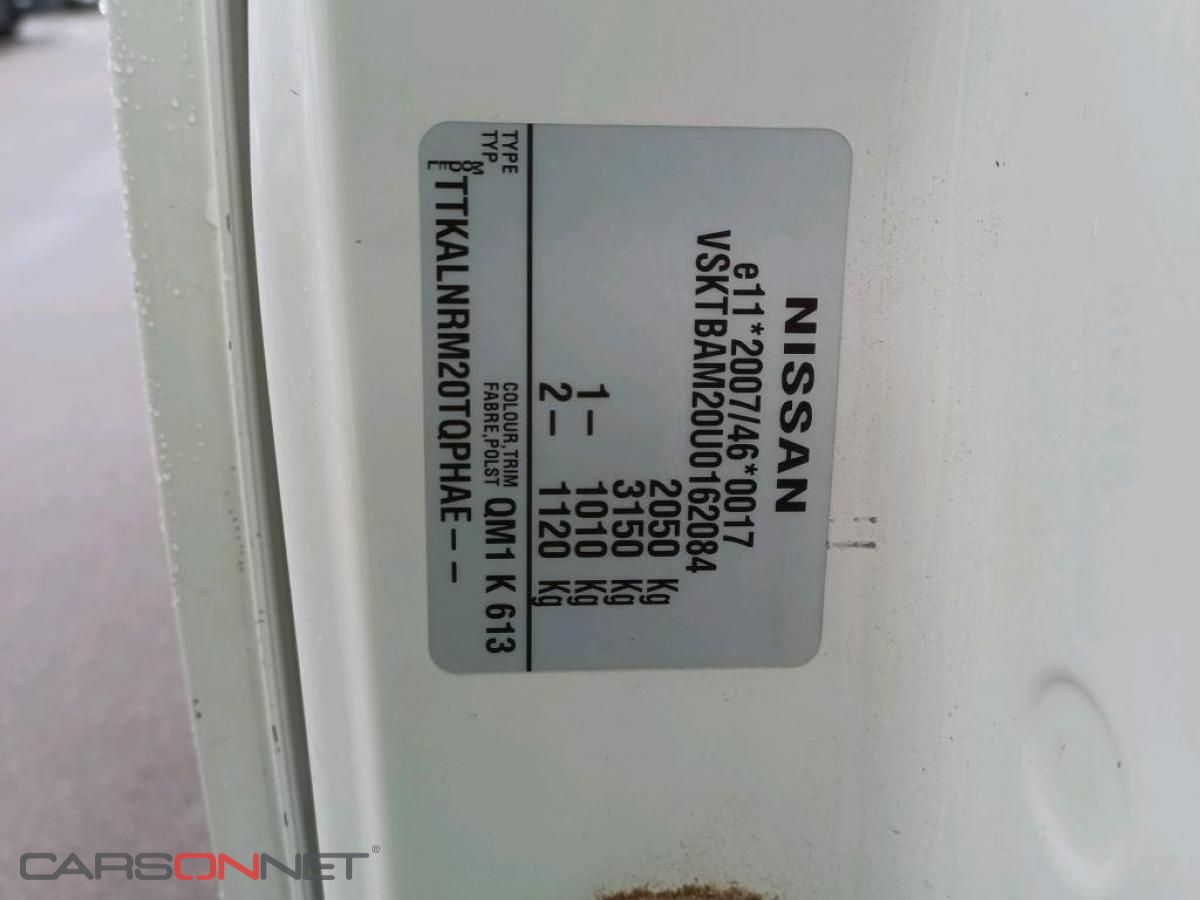 NISSAN
e11*2007/46*0017
VSKTBAM20U0162084
2050 Kg
3150 Kg
1- 1010 Kg
2- 1120 Kg
TYPE
TYP
COLOUR,TRIM
FABRE,POLST
QM1 K 613
MODEL
TTKALNRM20TQPHAE--
CARSONNET®